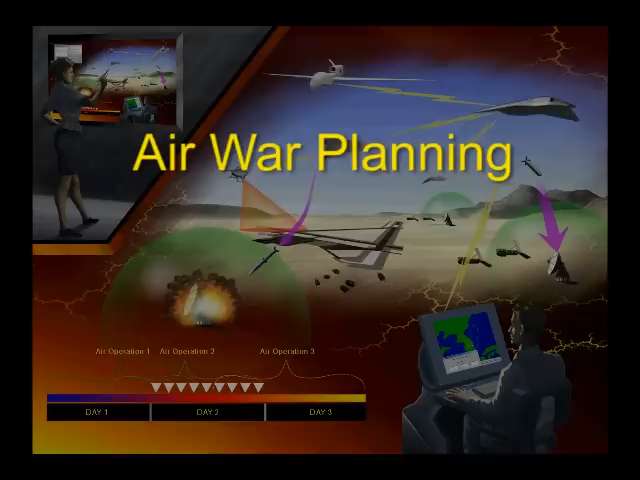 Air War Planning
Air Operation 1 Air Operation 2 Air Operation 3
DAY 1 DAY 2 DAY 3